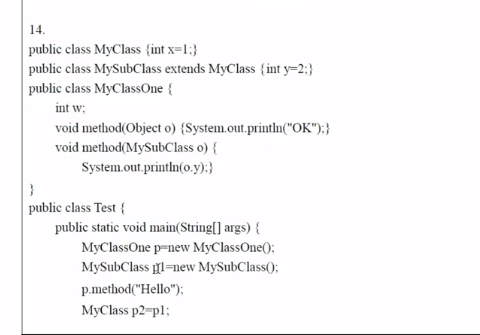 14.
public class MyClass {int x=1;}
public class MySubClass extends MyClass {int y=2;}
public class MyClassOne {
int w;
void method(Object o) {System.out.println("OK");}
void method(MySubClass o) {
System.out.println(o.y);}
}
public class Test {
public static void main(String[] args) {
MyClassOne p=new MyClassOne();
MySubClass p1=new MySubClass();
p.method("Hello");
MyClass p2=p1;